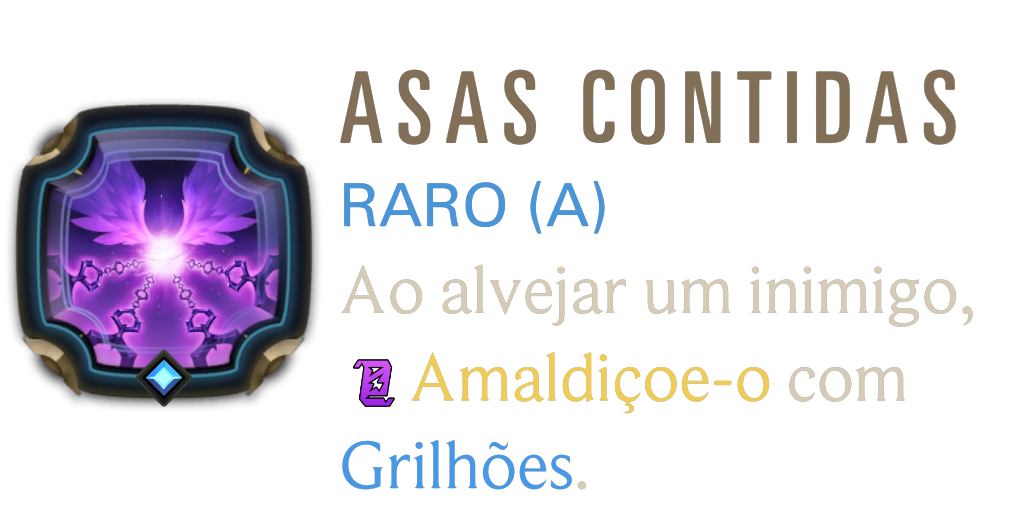 ASAS CONTIDAS
RARO (A)
Ao alvejar um inimigo,
Amaldiçoe-o com
Grilhões.